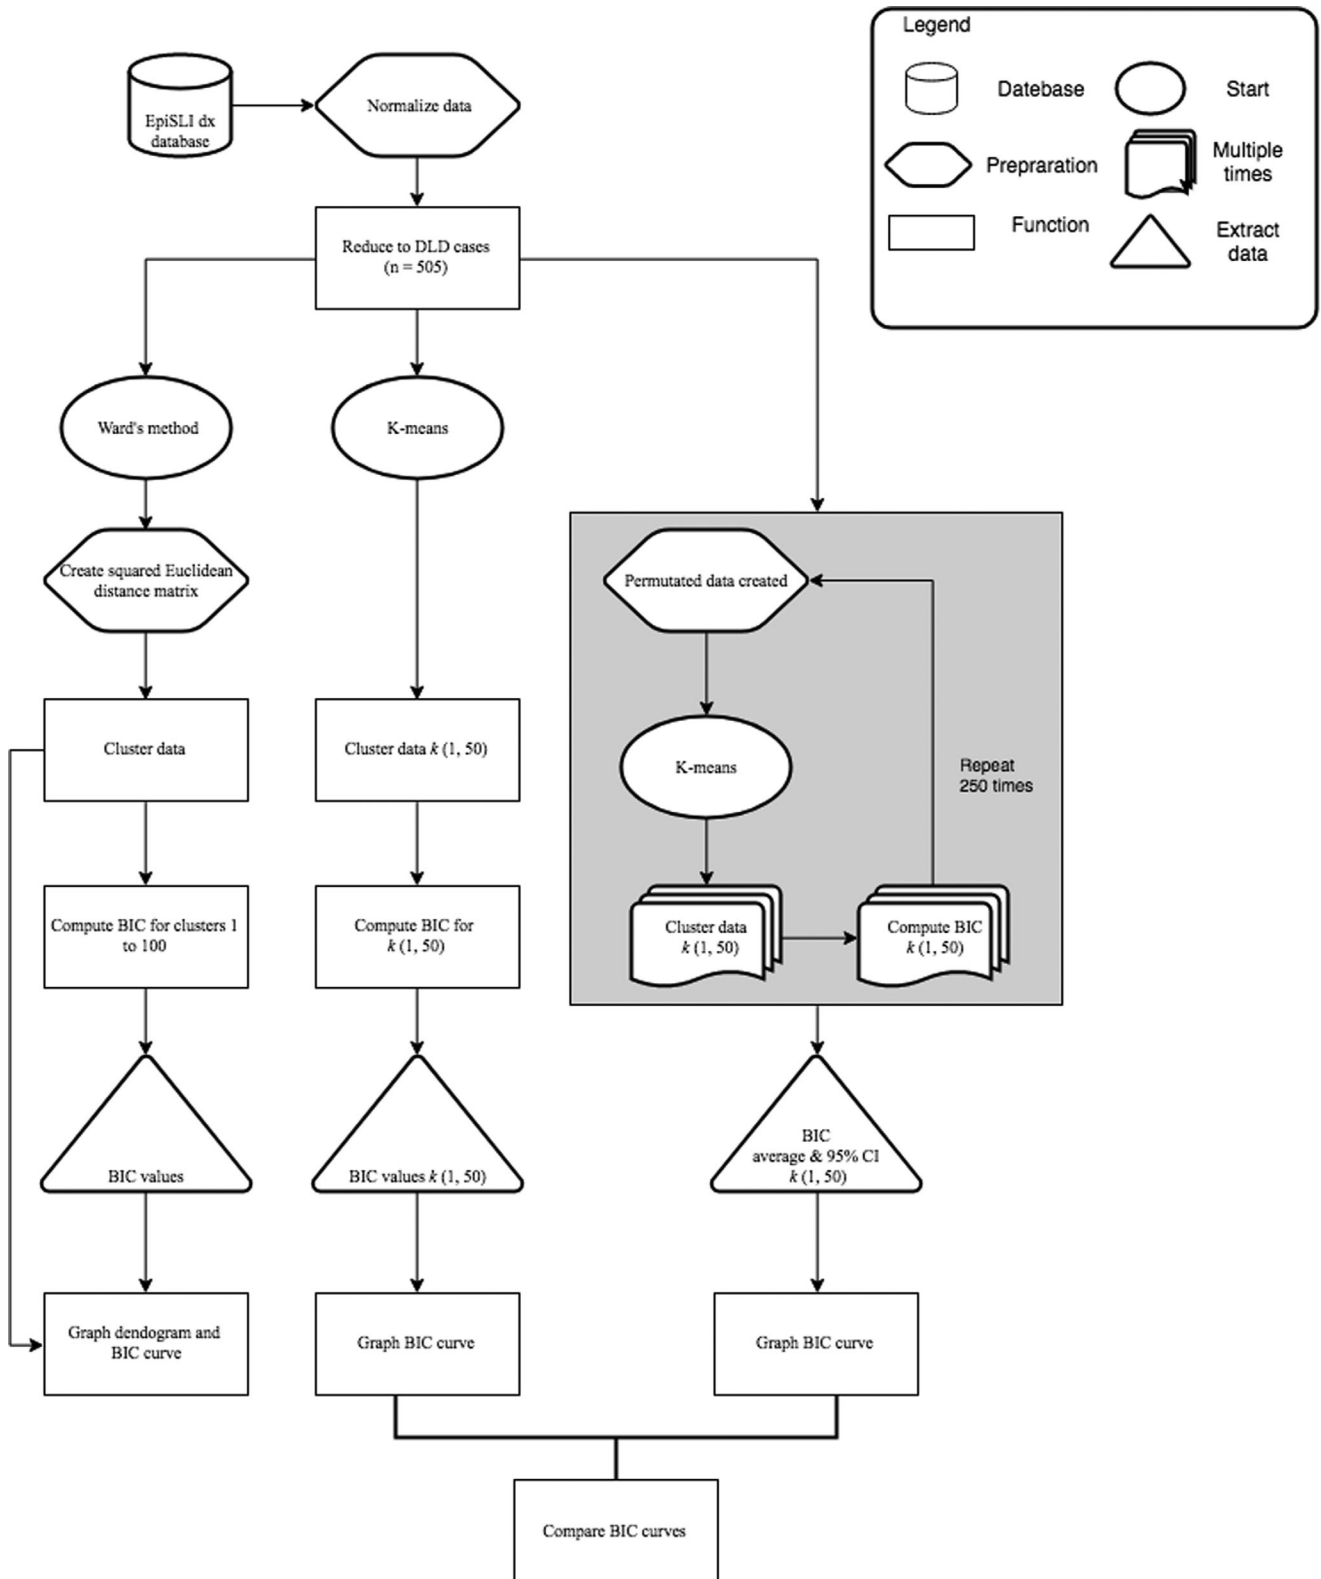 Legend
Datebase
Start
Prepraration
Multiple
times
Function
Extract
data
EpiSLI dx
database
Normalize data
Reduce to DLD cases
(n = 505)
Ward's method
K-means
Create squared Euclidean
distance matrix
Permutated data created
Cluster data
Cluster data k (1, 50)
K-means
Repeat
250 times
Compute BIC for clusters 1
to 100
Compute BIC for
k (1, 50)
Cluster data
k (1, 50)
Compute BIC
k (1, 50)
BIC values
BIC values k (1, 50)
BIC
average & 95% CI
k (1, 50)
Graph dendogram and
BIC curve
Graph BIC curve
Graph BIC curve
Compare BIC curves